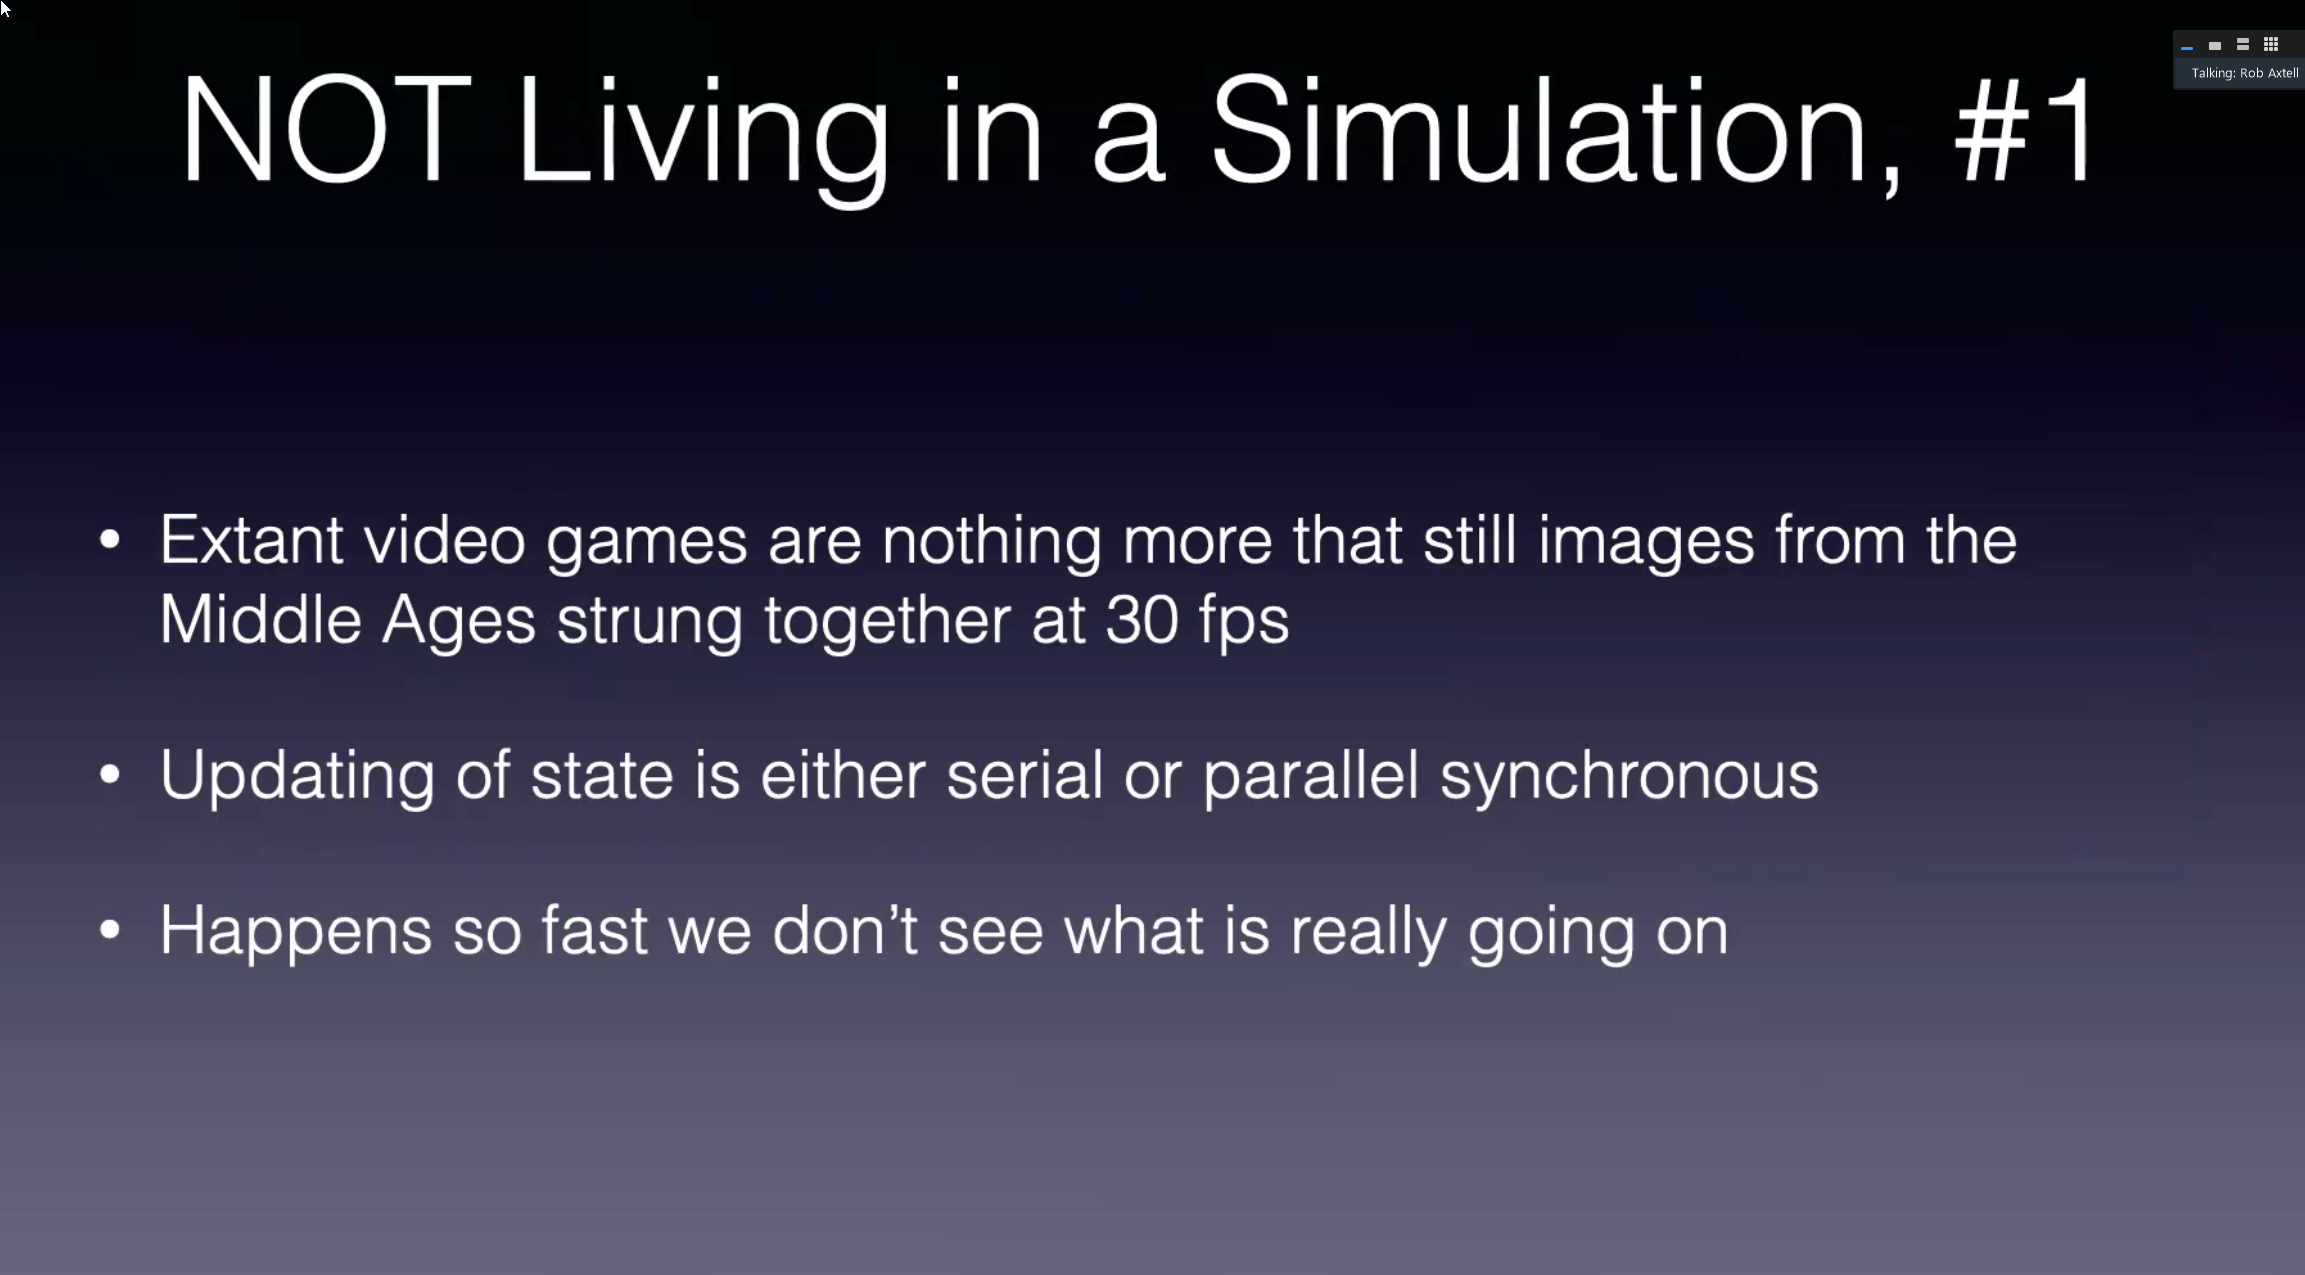 NOT Living in a Simulation, #1
Talking: Rob Axtell
• Extant video games are nothing more that still images from the
Middle Ages strung together at 30 fps
• Updating of state is either serial or parallel synchronous
• Happens so fast we don’t see what is really going on